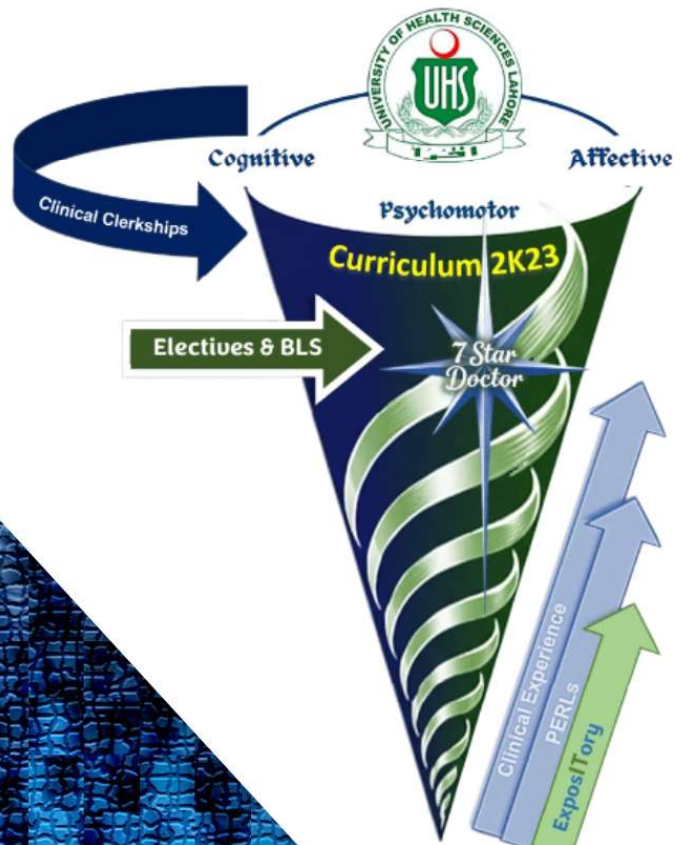 UNIVERSITY OF HEALTH SCIENCES LAHORE
UHS
Cognitive
Affective
Psychomotor
Clinical Clerkships
Curriculum 2K23
Electives & BLS
7 Star
Doctor
Clinical Experience
PERLs
ExposITory